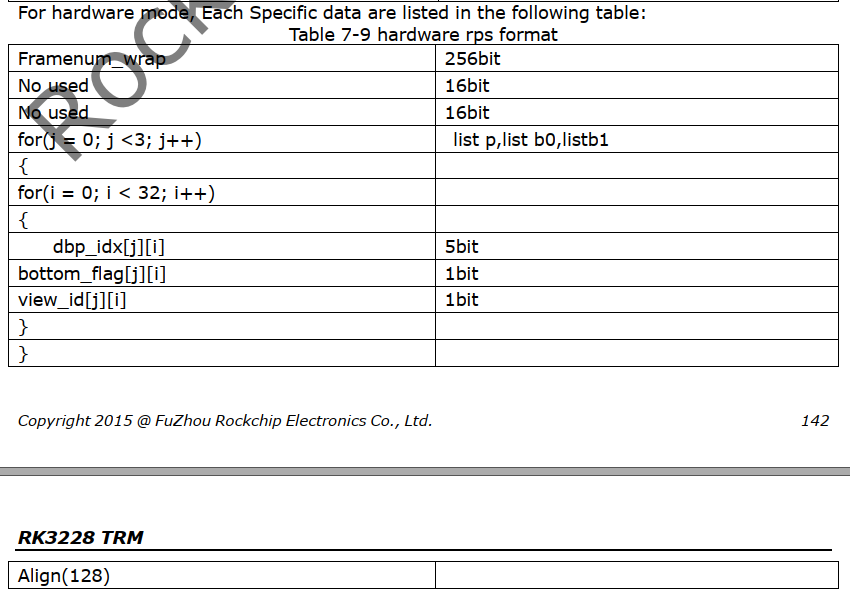 For hardware mode, Each Specific data are listed in the following table:
Table 7-9 hardware rps format
Framenum_wrap 256bit
No used 16bit
No used 16bit
for(j = 0; j <3; j++) list p,list b0,listb1
{
for(i = 0; i < 32; i++)
{
dbp_idx[j][i] 5bit
bottom_flag[j][i] 1bit
view_id[j][i] 1bit
}
}
Rock
Copyright 2015 @ FuZhou Rockchip Electronics Co., Ltd. 142
RK3228 TRM
Align(128)